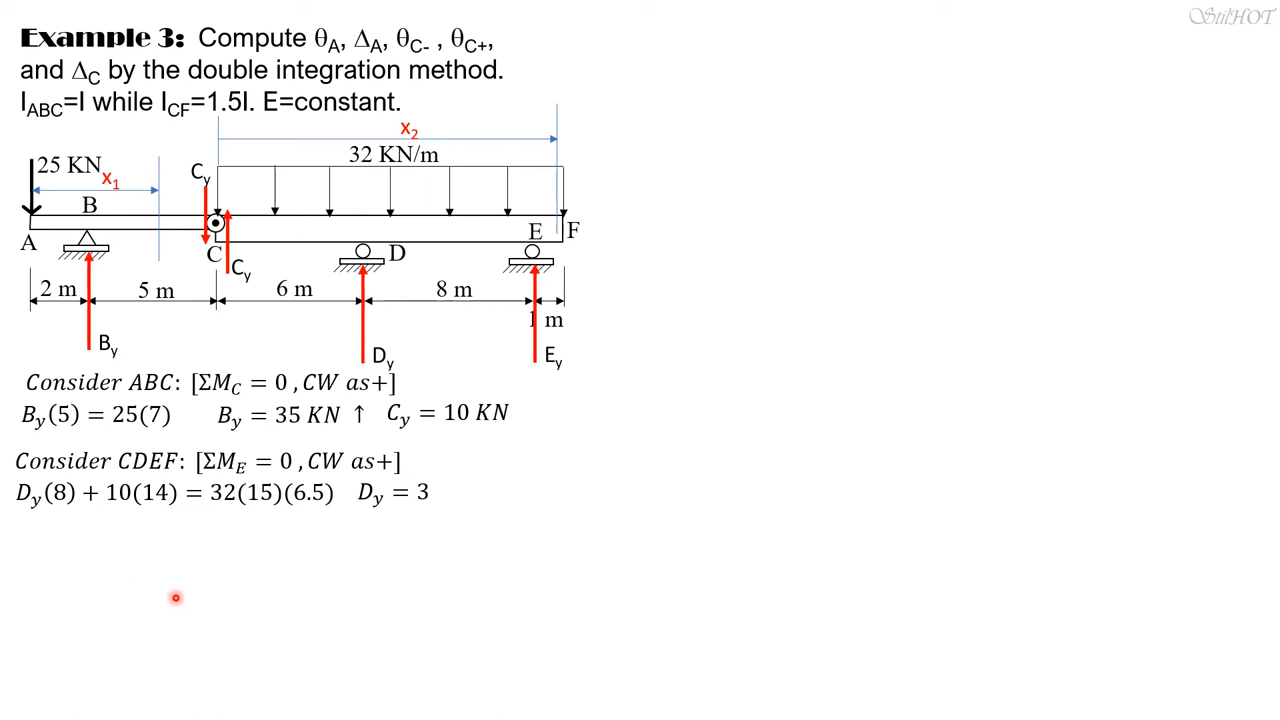 StilHOT
Example 3: Compute θA, ΔA, θC- , θC+,
and ΔC by the double integration method.
IABC=I while ICF=1.5I. E=constant.
x2
25 KN
32 KN/m
x1
Cy
B
E
F
A
C
D
Cy
2 m
5 m
6 m
8 m
1 m
By
Dy
Ey
Consider ABC: [ΣMC = 0 , CW as+]
By(5) = 25(7) By = 35 KN ↑ Cy = 10 KN
Consider CDEF: [ΣME = 0 , CW as+]
Dy(8) + 10(14) = 32(15)(6.5) Dy = 3